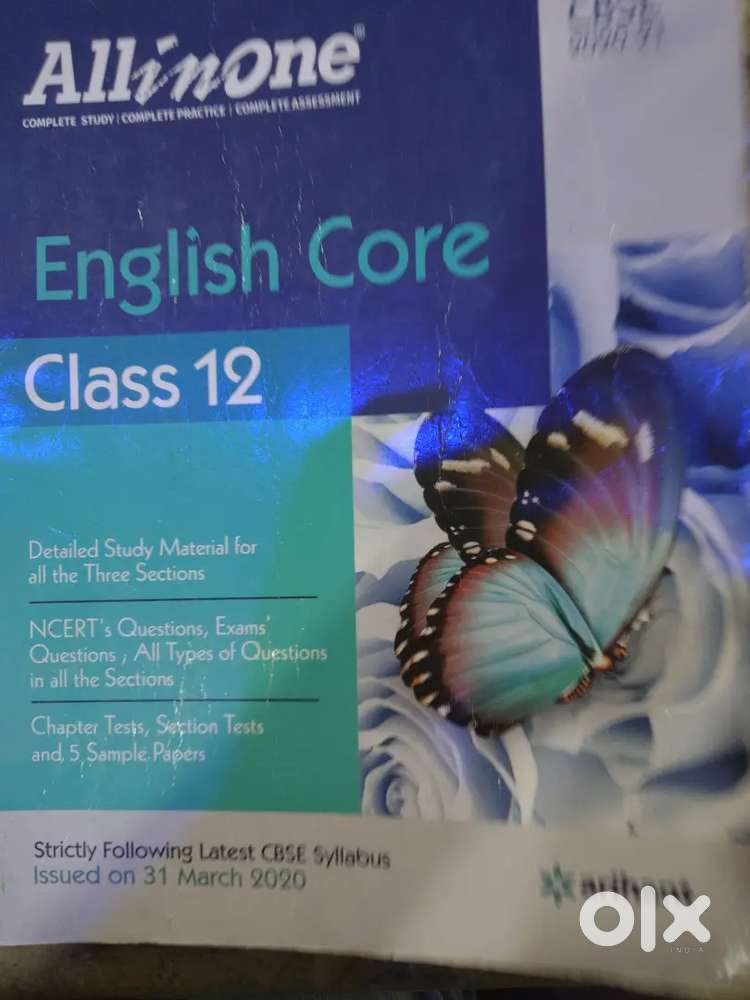 All in One
COMPLETE STUDY | COMPLETE PRACTICE | COMPLETE ASSESSMENT
CBSE
English Core
Class 12
Detailed Study Material for
all the Three Sections
NCERT's Questions, Exams'
Questions, All Types of Questions
in all the Sections
Chapter Tests, Section Tests
and 5 Sample Papers
Strictly Following Latest CBSE Syllabus
Issued on 31 March 2020
arihant
olx
INDIA